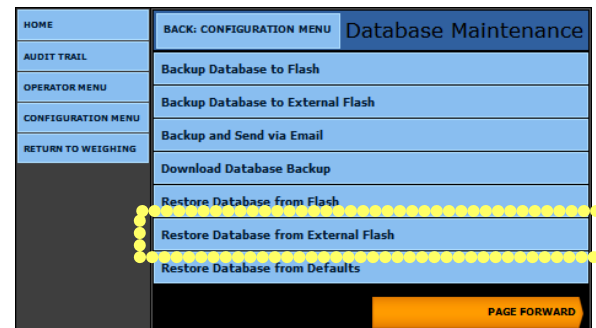 HOME
AUDIT TRAIL
OPERATOR MENU
CONFIGURATION MENU
RETURN TO WEIGHING
BACK: CONFIGURATION MENU
Database Maintenance
Backup Database to Flash
Backup Database to External Flash
Backup and Send via Email
Download Database Backup
Restore Database from Flash
Restore Database from External Flash
Restore Database from Defaults
PAGE FORWARD